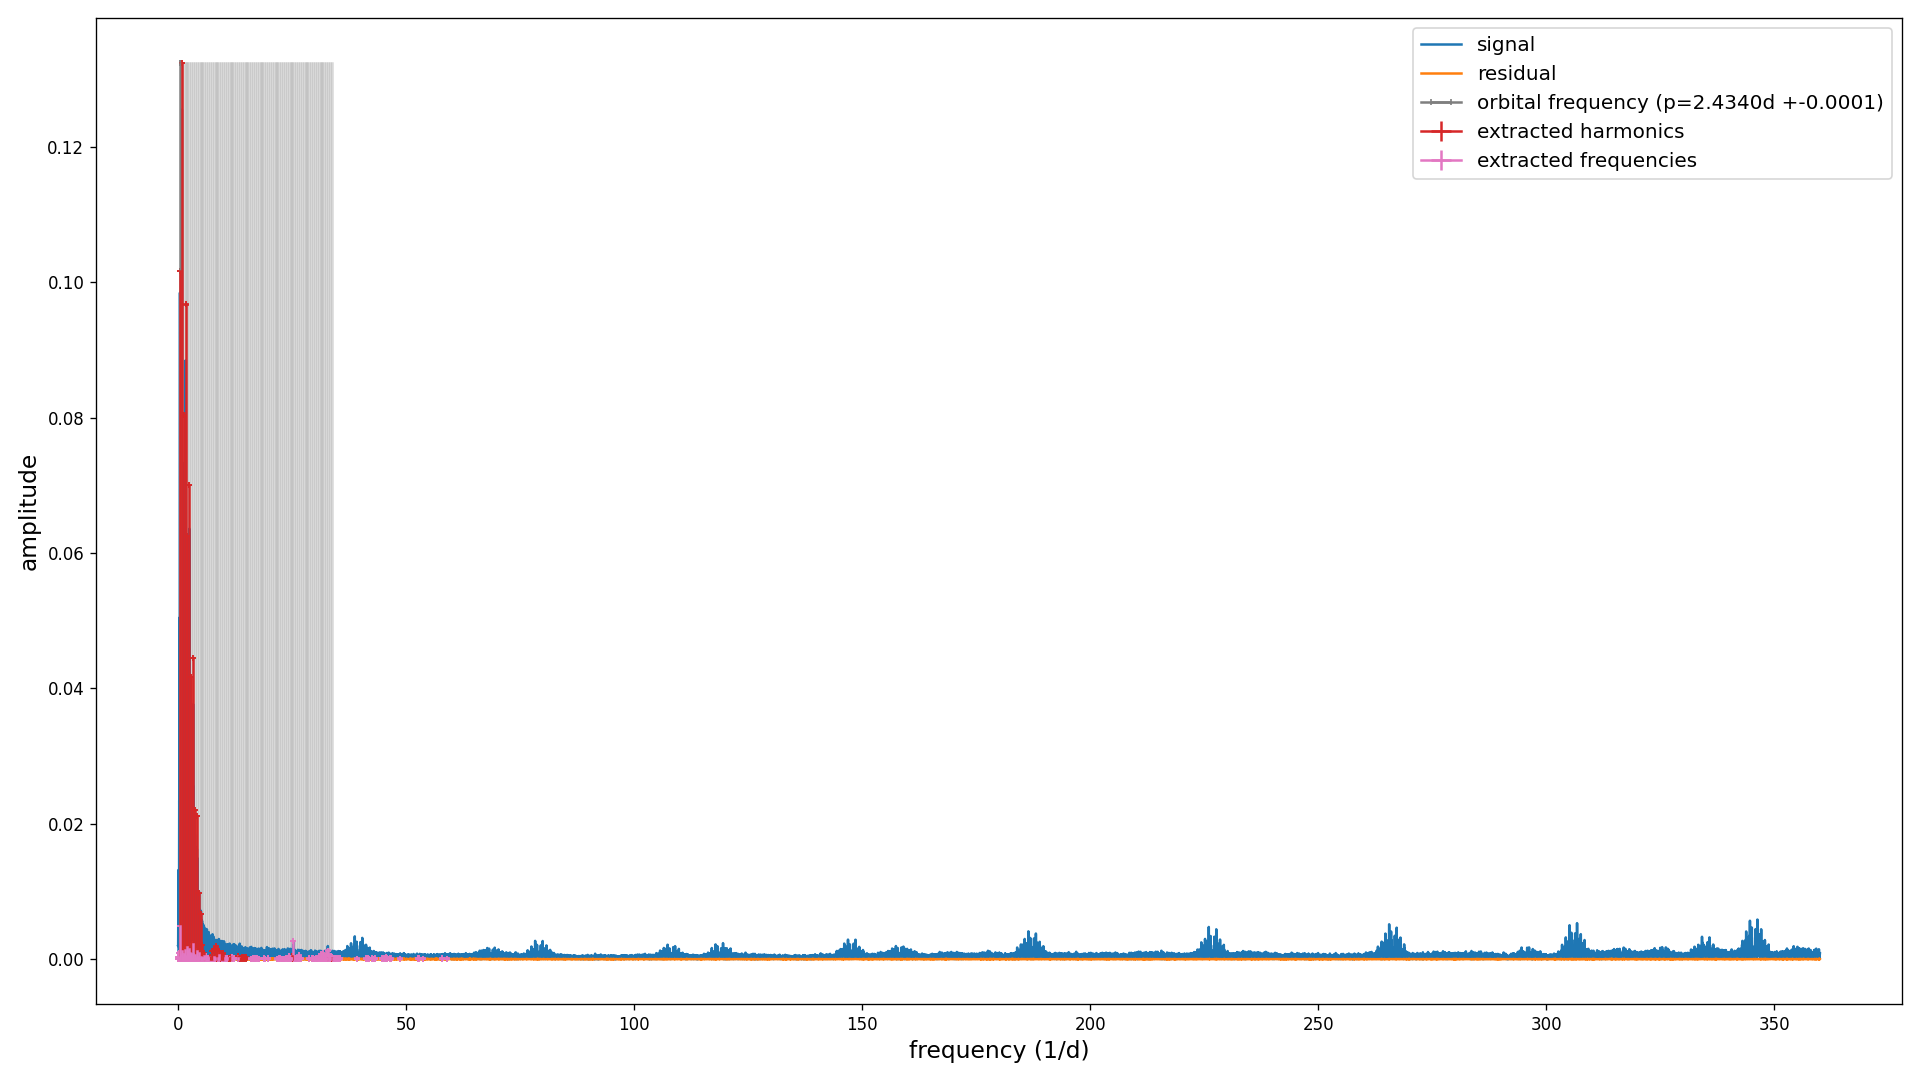 signal
residual
orbital frequency (p=2.4340d +-0.0001)
extracted harmonics
extracted frequencies
0.12
0.10
0.08
0.06
0.04
0.02
0.00
amplitude
0 50 100 150 200 250 300 350
frequency (1/d)